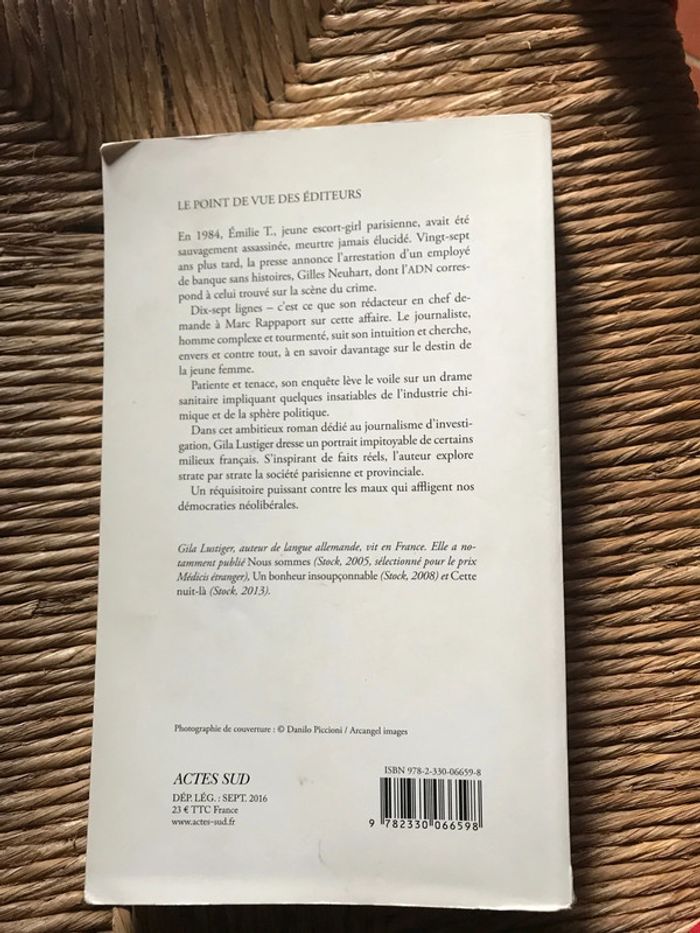 LE POINT DE VUE DES ÉDITEURS
En 1984, Émilie T., jeune escort-girl parisienne, avait été
sauvagement assassinée, meurtre jamais élucidé. Vingt-sept
ans plus tard, la presse annonce l'arrestation d'un employé
de banque sans histoires, Gilles Neuhart, dont l'ADN corres-
pond à celui trouvé sur la scène du crime.
Dix-sept lignes – c'est ce que son rédacteur en chef de-
mande à Marc Rappaport sur cette affaire. Le journaliste,
homme complexe et tourmenté, suit son intuition et cherche,
envers et contre tout, à en savoir davantage sur le destin de
la jeune femme.
Patiente et tenace, son enquête lève le voile sur un drame
sanitaire impliquant quelques insatiables de l'industrie chi-
mique et de la sphère politique.
Dans cet ambitieux roman dédié au journalisme d'investi-
gation, Gila Lustiger dresse un portrait impitoyable de certains
milieux français. S'inspirant de faits réels, l'auteur explore
strate par strate la société parisienne et provinciale.
Un réquisitoire puissant contre les maux qui affligent nos
démocraties néolibérales.
Gila Lustiger, auteur de langue allemande, vit en France. Elle a no-
tamment publié Nous sommes (Stock, 2005, sélectionné pour le prix
Médicis étranger), Un bonheur insoupçonnable (Stock, 2008) et Cette
nuit-là (Stock, 2013).
Photographie de couverture : © Danilo Piccioni / Arcangel images
ACTES SUD
DÉP. LÉG. : SEPT. 2016
23 € TTC France
www.actes-sud.fr
ISBN 978-2-330-06659-8
9 782330 066598